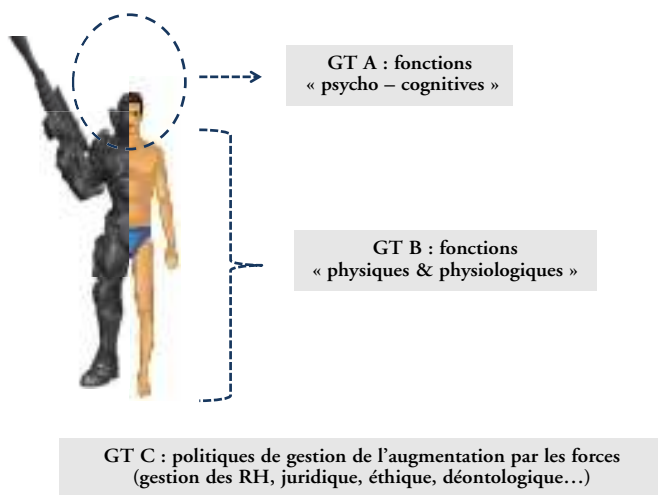 GT A : fonctions
« psycho – cognitives »
GT B : fonctions
« physiques & physiologiques »
GT C : politiques de gestion de l’augmentation par les forces
(gestion des RH, juridique, éthique, déontologique…)